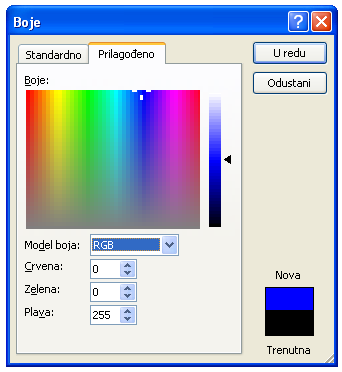 Boje
Standardno
Prilagođeno
U redu
Odustani
Boje:
Model boja:
RGB
Crvena:
0
Zelena:
0
Plava:
255
Nova
Trenutna